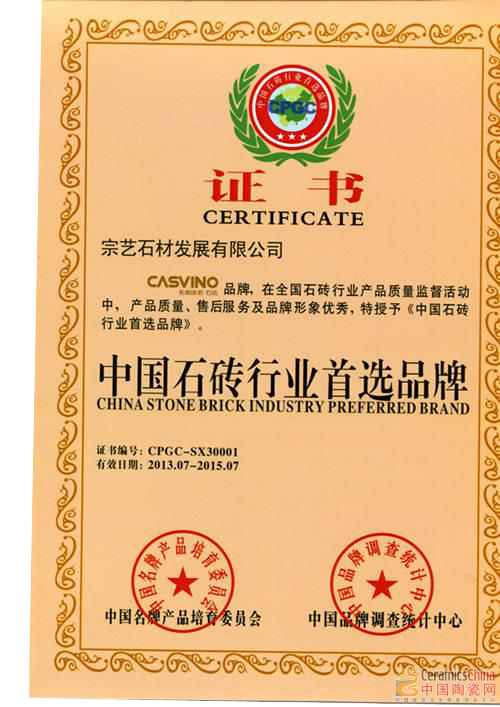 中国石砖行业首选品牌
CPGC
证书
CERTIFICATE
宗艺石材发展有限公司
CASVINO 品牌，在全国石砖行业产品质量监督活动
中，产品质量、售后服务及品牌形象优秀，特授予《中国石砖
行业首选品牌》。
中国石砖行业首选品牌
CHINA STONE BRICK INDUSTRY PREFERRED BRAND
证书编号：CPGC-SX30001
有效日期：2013.07-2015.07
中国名牌产品培育委员会
中国品牌调查统计中心
中国名牌产品培育委员会
中国品牌调查统计中心
CeramicsChina
中国陶瓷网